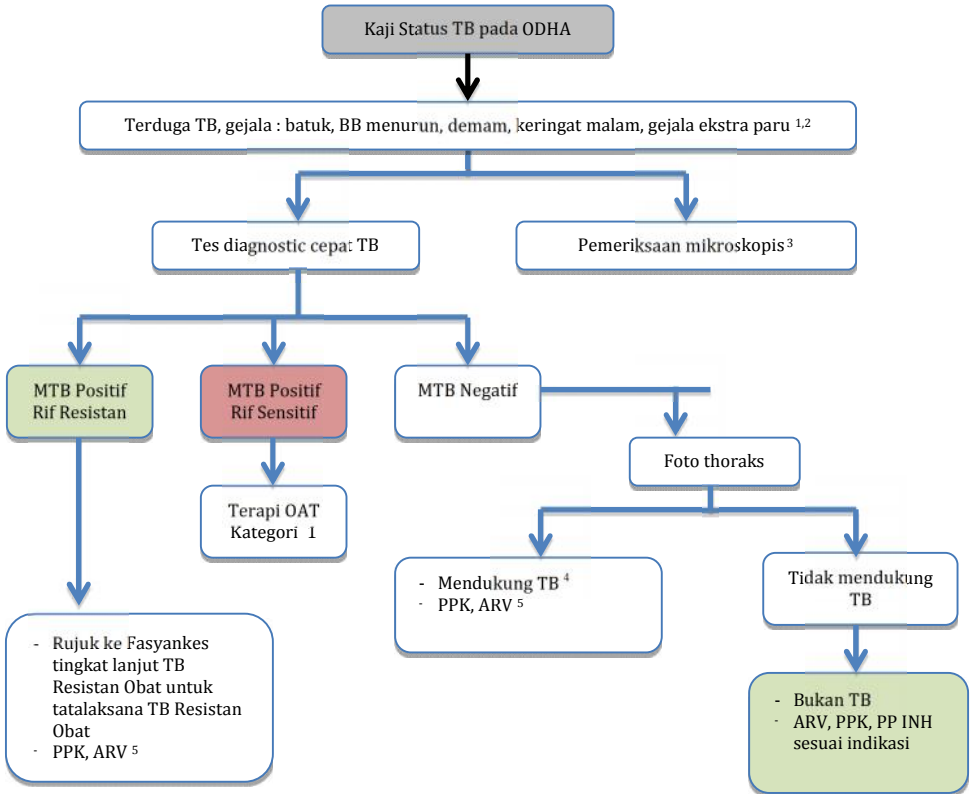 Kaji Status TB pada ODHA
Terduga TB, gejala : batuk, BB menurun, demam, keringat malam, gejala ekstra paru 1,2
Tes diagnostic cepat TB
Pemeriksaan mikroskopis 3
MTB Positif
Rif Resistan
MTB Positif
Rif Sensitif
MTB Negatif
Foto thoraks
Terapi OAT
Kategori 1
- Mendukung TB 4
- PPK, ARV 5
Tidak mendukung
TB
- Rujuk ke Fasyankes
tingkat lanjut TB
Resistan Obat untuk
tatalaksana TB Resistan
Obat
- PPK, ARV 5
- Bukan TB
- ARV, PPK, PP INH
sesuai indikasi